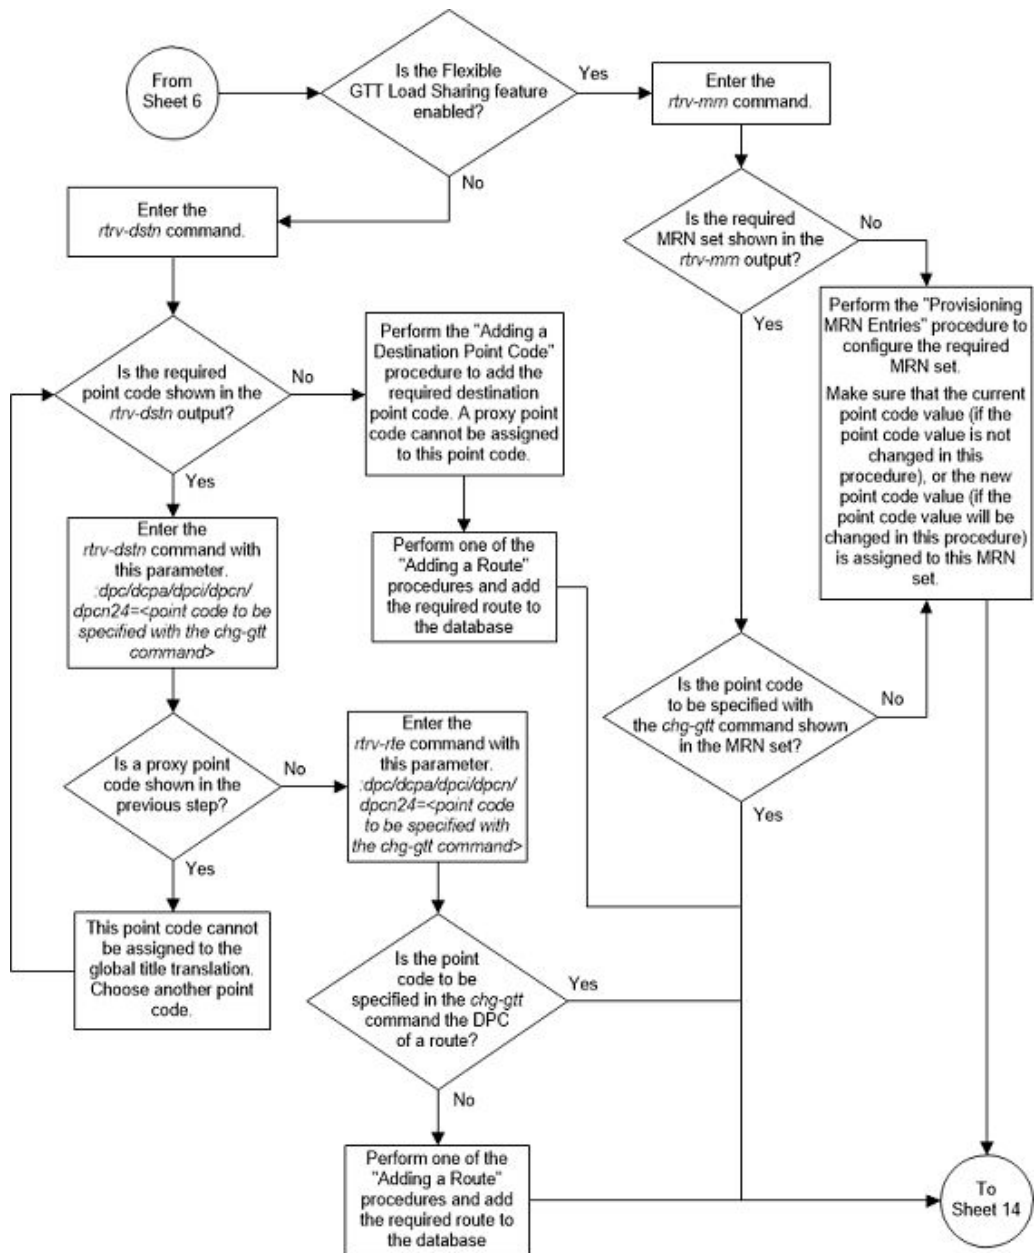 From
Sheet 6
Is the Flexible
GTT Load Sharing feature
enabled?
Yes
Enter the
rtrv-mrn command.
No
Enter the
rtrv-dstn command.
Is the required
MRN set shown in the
rtrv-mrn output?
No
Yes
Perform the "Provisioning
MRN Entries" procedure to
configure the required
MRN set.
Make sure that the current
point code value (if the
point code value is not
changed in this
procedure), or the new
point code value (if the
point code value will be
changed in this procedure)
is assigned to this MRN
set.
Is the required
point code shown in the
rtrv-dstn output?
No
Yes
Perform the "Adding a
Destination Point Code"
procedure to add the
required destination
point code. A proxy point
code cannot be assigned
to this point code.
Perform one of the
"Adding a Route"
procedures and add
the required route to
the database
Enter the
rtrv-dstn command with
this parameter.
:dpc/dcpa/dpci/dpcn/
dpcn24=<point code to be
specified with the chg-gtt
command>
Is the point code
to be specified with
the chg-gtt command shown
in the MRN set?
No
Yes
Is a proxy point
code shown in the
previous step?
No
Yes
Enter the
rtrv-rte command with
this parameter.
:dpc/dcpa/dpci/dpcn/
dpcn24=<point code
to be specified with
the chg-gtt command>
This point code cannot
be assigned to the
global title translation.
Choose another point
code.
Is the point
code to be
specified in the chg-gtt
command the DPC
of a route?
Yes
No
Perform one of the
"Adding a Route"
procedures and add
the required route to
the database
To
Sheet 14